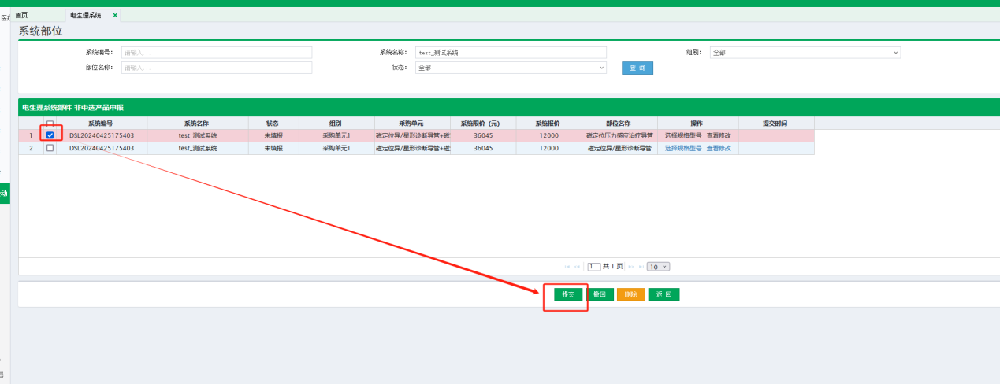 首页 电生理系统 ×
医疗
系统部位
系统编号: 请输入... 系统名称: test_测试系统 组别: 全部
部位名称: 请输入... 状态: 全部 查 询
电生理系统部件 非中选产品申报
系统编号 系统名称 状态 组别 采购单元 系统限价 (元) 系统报价 部位名称 操作 提交时间
1 DSL20240425175403 test_测试系统 未填报 采购单元1 磁定位异/星形诊断导管+磁 36045 12000 磁定位压力感应治疗导管 选择规格型号 查看修改
2 DSL20240425175403 test_测试系统 未填报 采购单元1 磁定位异/星形诊断导管+磁 36045 12000 磁定位异/星形诊断导管 选择规格型号 查看修改
动
1 共 1 页 10
提交 撤回 删除 返 回